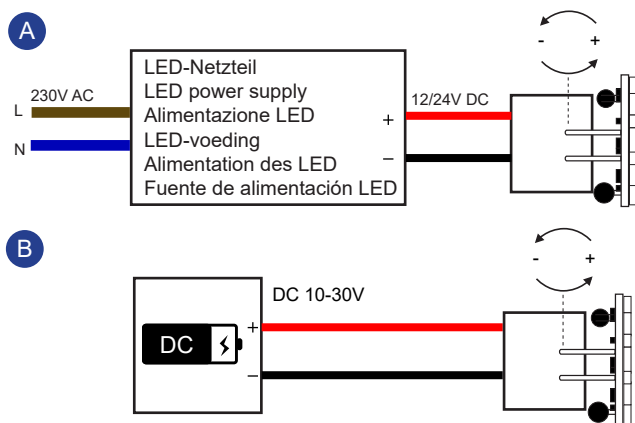 A
- +
LED-Netzteil
LED power supply
Alimentazione LED
LED-voeding
Alimentation des LED
Fuente de alimentación LED
230V AC
L
N
+
−
12/24V DC
B
- +
DC 10-30V
DC
+
−